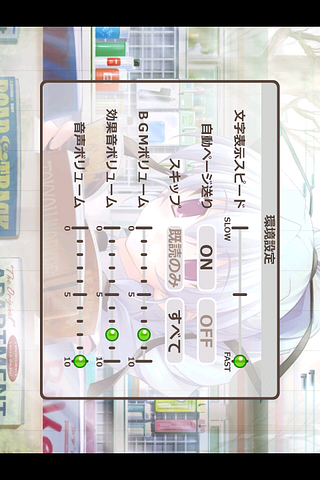 環境設定
文字表示スピード
SLOW
FAST
自動ページ送り
ON
OFF
スキップ
既読のみ
すべて
BGMボリューム
効果音ボリューム
音声ボリューム
0
5
10
0
5
10
0
5
10